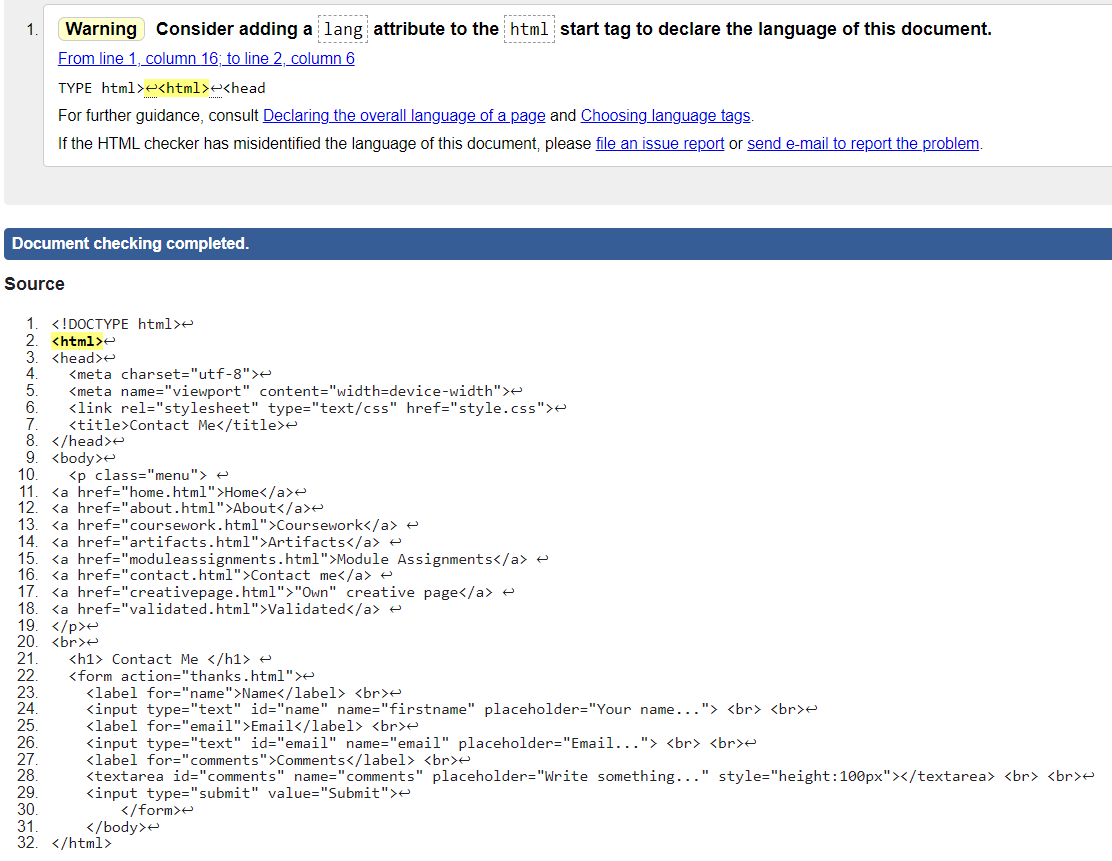 1. Warning Consider adding a lang attribute to the html start tag to declare the language of this document.
From line 1, column 16; to line 2, column 6
TYPE html>↩<html>↩<head
For further guidance, consult Declaring the overall language of a page and Choosing language tags.
If the HTML checker has misidentified the language of this document, please file an issue report or send e-mail to report the problem.
Document checking completed.
Source
1. <!DOCTYPE html>↩
2. <html>↩
3. <head>↩
4.   <meta charset="utf-8">↩
5.   <meta name="viewport" content="width=device-width">↩
6.   <link rel="stylesheet" type="text/css" href="style.css">↩
7.   <title>Contact Me</title>↩
8. </head>↩
9. <body>↩
10.   <p class="menu"> ↩
11. <a href="home.html">Home</a>↩
12. <a href="about.html">About</a>↩
13. <a href="coursework.html">Coursework</a> ↩
14. <a href="artifacts.html">Artifacts</a> ↩
15. <a href="moduleassignments.html">Module Assignments</a> ↩
16. <a href="contact.html">Contact me</a> ↩
17. <a href="creativepage.html">"Own" creative page</a> ↩
18. <a href="validated.html">Validated</a> ↩
19. </p>↩
20. <br>↩
21.   <h1> Contact Me </h1> ↩
22.   <form action="thanks.html">↩
23.     <label for="name">Name</label> <br>↩
24.     <input type="text" id="name" name="firstname" placeholder="Your name..."> <br> <br>↩
25.     <label for="email">Email</label> <br>↩
26.     <input type="text" id="email" name="email" placeholder="Email..."> <br> <br>↩
27.     <label for="comments">Comments</label> <br>↩
28.     <textarea id="comments" name="comments" placeholder="Write something..." style="height:100px"></textarea> <br> <br>↩
29.     <input type="submit" value="Submit">↩
30.         </form>↩
31.     </body>↩
32. </html>